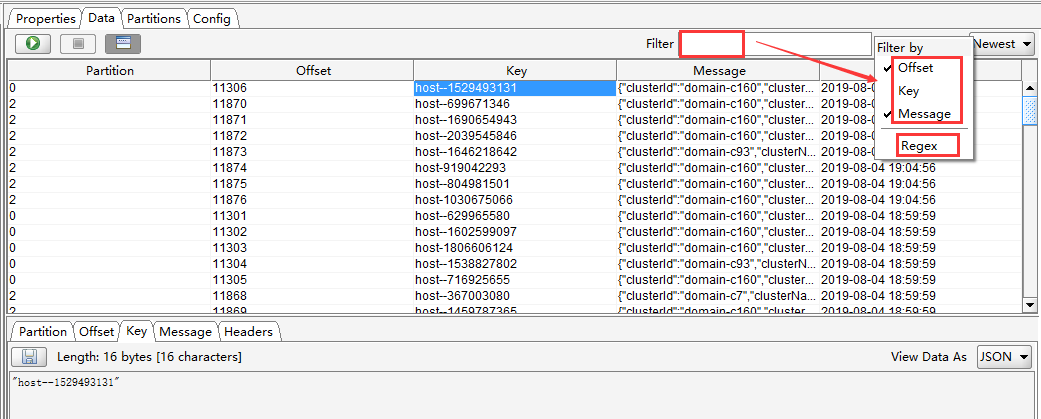 Properties Data Partitions Config
Filter Newest
Filter by
Offset
Key
Message
Regex
Partition Offset Key Message
0 11306 host--1529493131 {"clusterId":"domain-c160","cluster... 2019-08-0
2 11870 host--699671346 {"clusterId":"domain-c160","cluster... 2019-08-0
2 11871 host--1690654943 {"clusterId":"domain-c160","cluster... 2019-08-0
2 11872 host--2039545846 {"clusterId":"domain-c160","cluster... 2019-08-0
2 11873 host--1646218642 {"clusterId":"domain-c93","clusterN... 2019-08-0
2 11874 host-919042293 {"clusterId":"domain-c160","cluster... 2019-08-04 19:04:56
2 11875 host--804981501 {"clusterId":"domain-c160","cluster... 2019-08-04 19:04:56
2 11876 host-1030675066 {"clusterId":"domain-c160","cluster... 2019-08-04 19:04:56
0 11301 host--629965580 {"clusterId":"domain-c160","cluster... 2019-08-04 18:59:59
0 11302 host--1602599097 {"clusterId":"domain-c160","cluster... 2019-08-04 18:59:59
0 11303 host-1806606124 {"clusterId":"domain-c160","cluster... 2019-08-04 18:59:59
0 11304 host--1538827802 {"clusterId":"domain-c93","clusterN... 2019-08-04 18:59:59
0 11305 host--716925655 {"clusterId":"domain-c160","cluster... 2019-08-04 18:59:59
2 11868 host--367003080 {"clusterId":"domain-c7","clusterNa... 2019-08-04 18:59:59
2 11869 host--1459787365 {"clusterId":"domain-c160","cluster... 2019-08-04 18:59:59
Partition Offset Key Message Headers
Length: 16 bytes [16 characters] View Data As JSON
"host--1529493131"